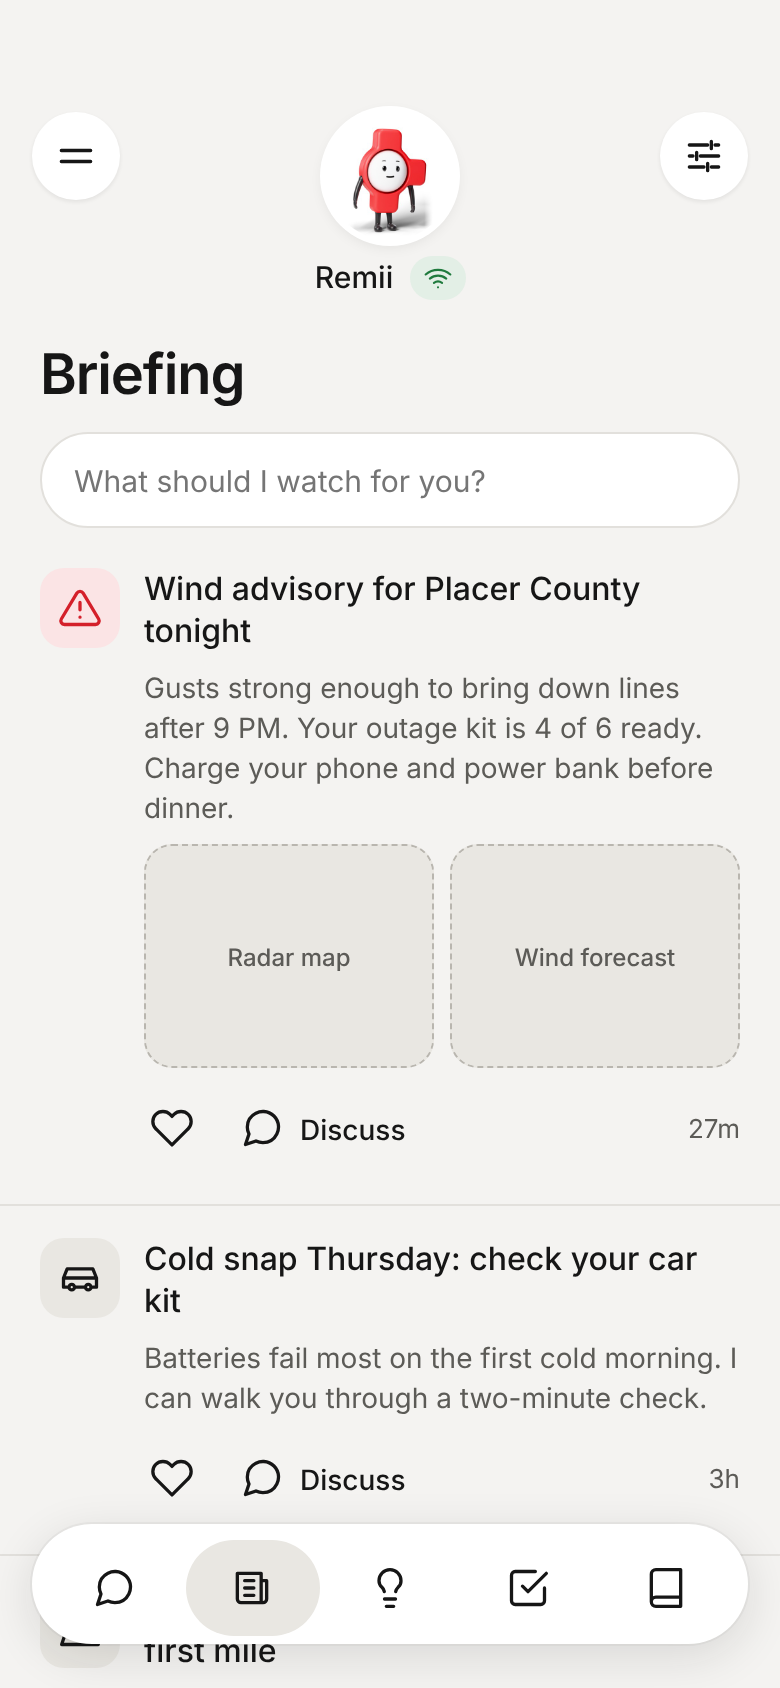 Remii
Briefing
What should I watch for you?
Wind advisory for Placer County
tonight
Gusts strong enough to bring down lines
after 9 PM. Your outage kit is 4 of 6 ready.
Charge your phone and power bank before
dinner.
Radar map
Wind forecast
Discuss
27m
Cold snap Thursday: check your car
kit
Batteries fail most on the first cold morning. I
can walk you through a two-minute check.
Discuss
3h
first mile